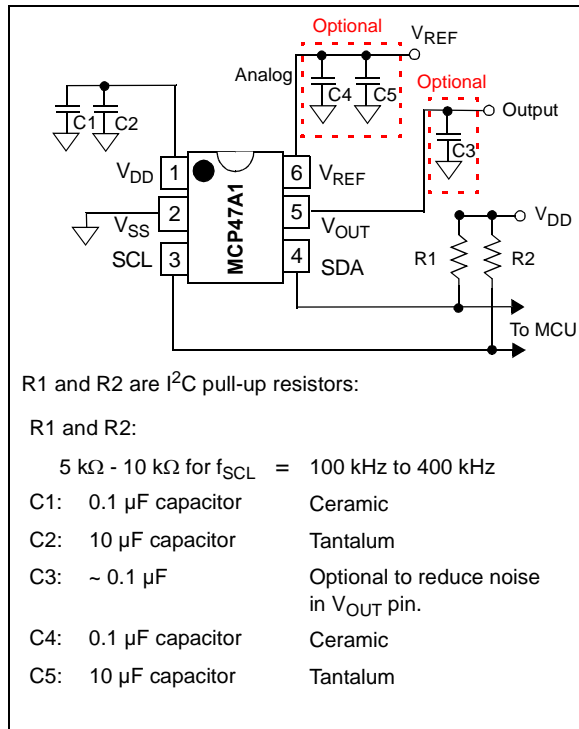 Optional
VREF
Analog
Optional
C1 C2
C4 C5
Output
C3
VDD 1
6 VREF
MCP47A1
2 VSS
5 VOUT
VDD
SCL 3
4 SDA
R1 R2
To MCU
R1 and R2 are I2C pull-up resistors:
R1 and R2:
5 kΩ - 10 kΩ for fSCL = 100 kHz to 400 kHz
C1: 0.1 µF capacitor Ceramic
C2: 10 µF capacitor Tantalum
C3: ~ 0.1 µF Optional to reduce noise
in VOUT pin.
C4: 0.1 µF capacitor Ceramic
C5: 10 µF capacitor Tantalum